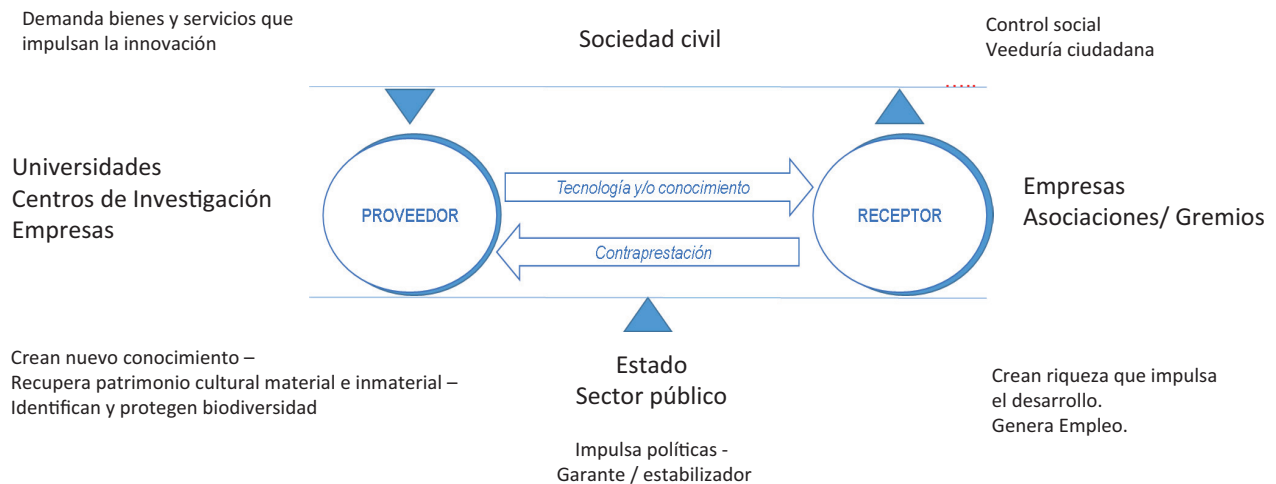 Demanda bienes y servicios que
impulsan la innovación
Sociedad civil
Control social
Veeduría ciudadana
Universidades
Centros de Investigación
Empresas
PROVEEDOR
Tecnología y/o conocimiento
Contraprestación
RECEPTOR
Empresas
Asociaciones/ Gremios
Crean nuevo conocimiento –
Recupera patrimonio cultural material e inmaterial –
Identifican y protegen biodiversidad
Estado
Sector público
Impulsa políticas -
Garante / estabilizador
Crean riqueza que impulsa
el desarrollo.
Genera Empleo.